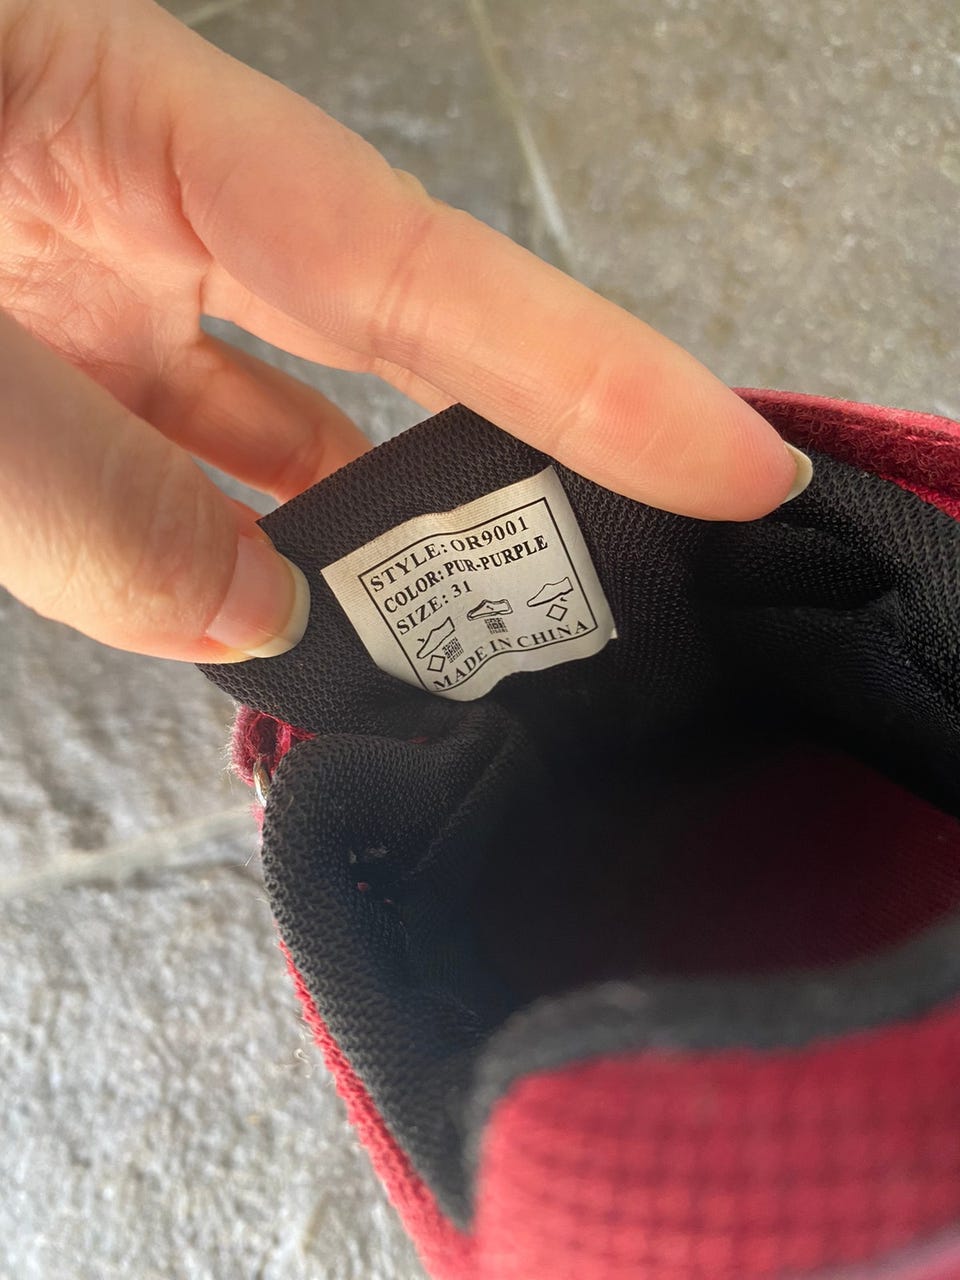 STYLE: OR9001
COLOR: PUR-PURPLE
SIZE: 31
MADE IN CHINA